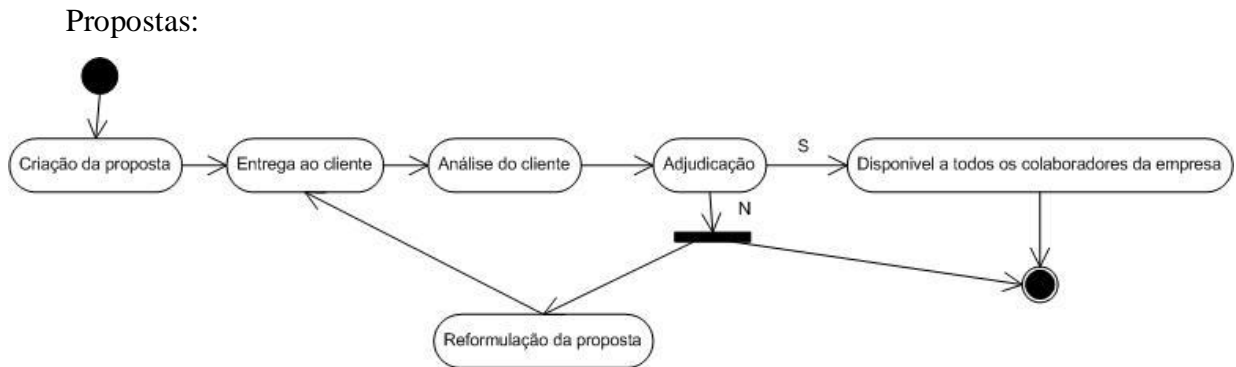 Propostas:
Criação da proposta
Entrega ao cliente
Análise do cliente
Adjudicação
S
Disponivel a todos os colaboradores da empresa
N
Reformulação da proposta